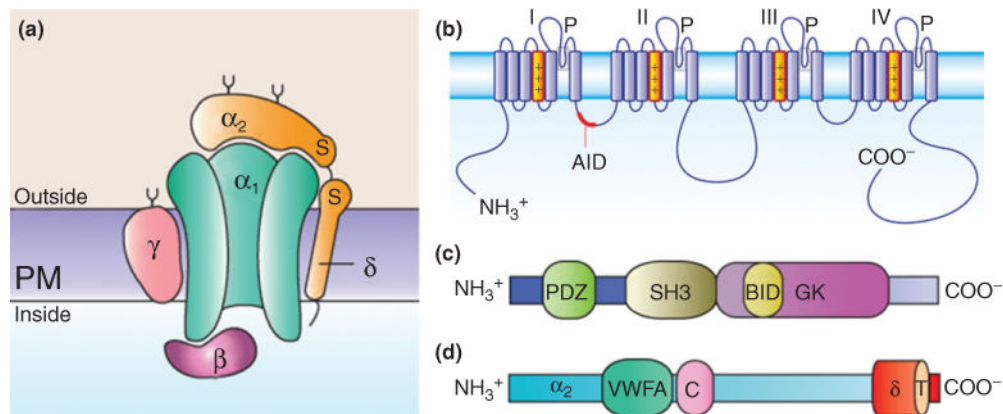 (a)
α₂
S
α₁
S
Outside
γ
δ
PM
Inside
β
(b)
I P II P III P IV P
+ + + +
+ + + +
+ + + +
AID
COO⁻
NH₃⁺
(c)
NH₃⁺ PDZ SH3 BID GK COO⁻
(d)
NH₃⁺ α₂ VWFA C δ T COO⁻